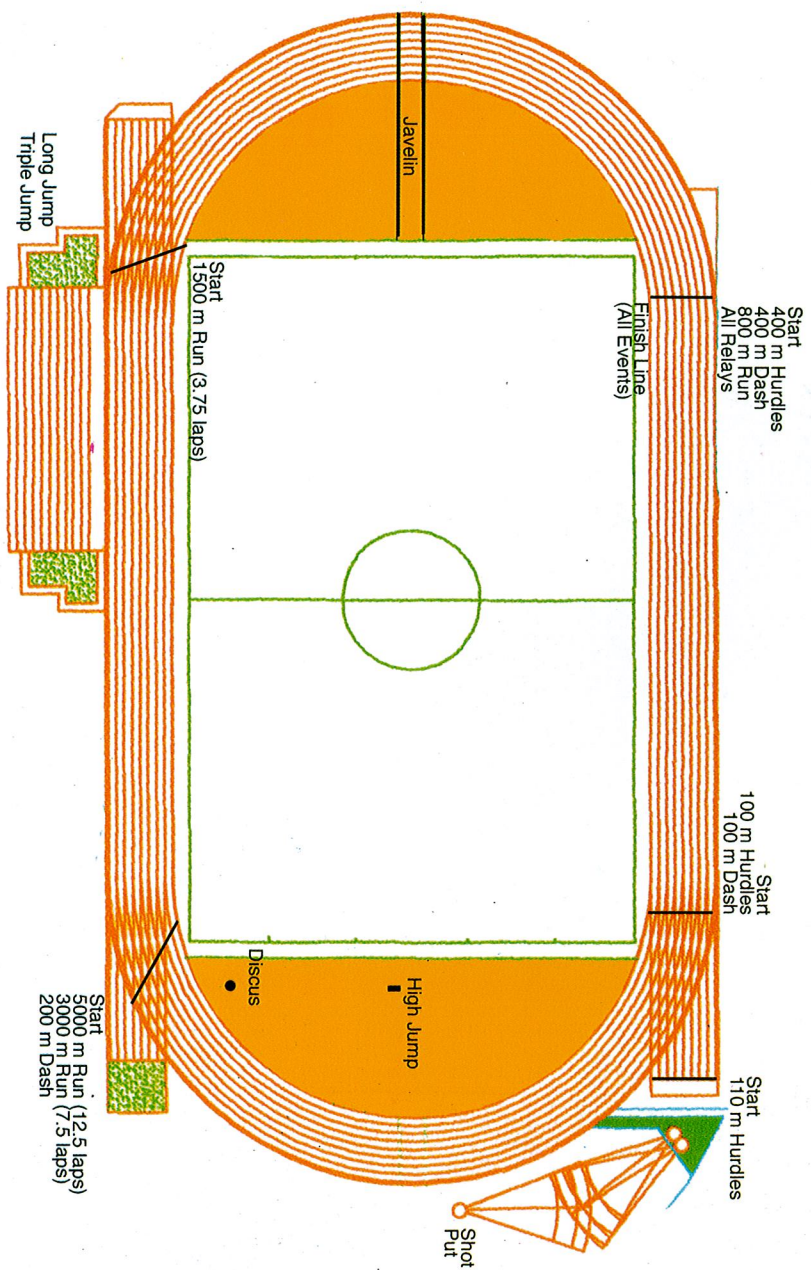 Javelin
Long Jump
Triple Jump
Start
1500 m Run (3.75 laps)
Finish Line
(All Events)
Start
400 m Hurdles
400 m Dash
800 m Run
All Relays
Start
100 m Hurdles
100 m Dash
Discus
High Jump
Start
5000 m Run (12.5 laps)
3000 m Run (7.5 laps)
200 m Dash
Start
110 m Hurdles
Shot
Put